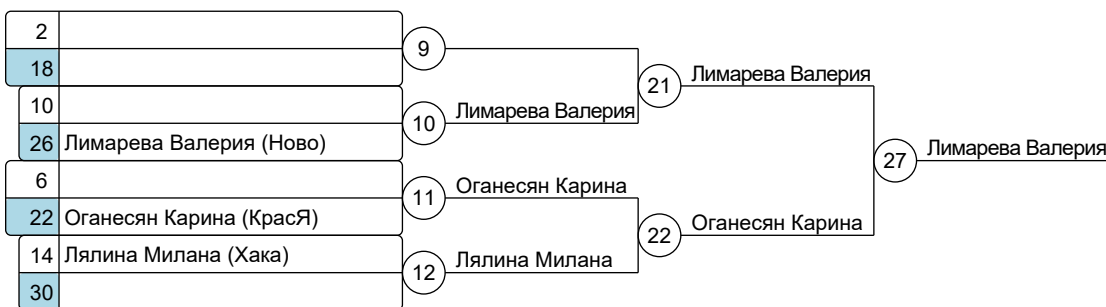 2
18
9
10
26 Лимарева Валерия (Ново)
10
Лимарева Валерия
21
Лимарева Валерия
6
22 Оганесян Карина (КрасЯ)
11
Оганесян Карина
14 Лялина Милана (Хака)
30
12
Лялина Милана
22
Оганесян Карина
27
Лимарева Валерия